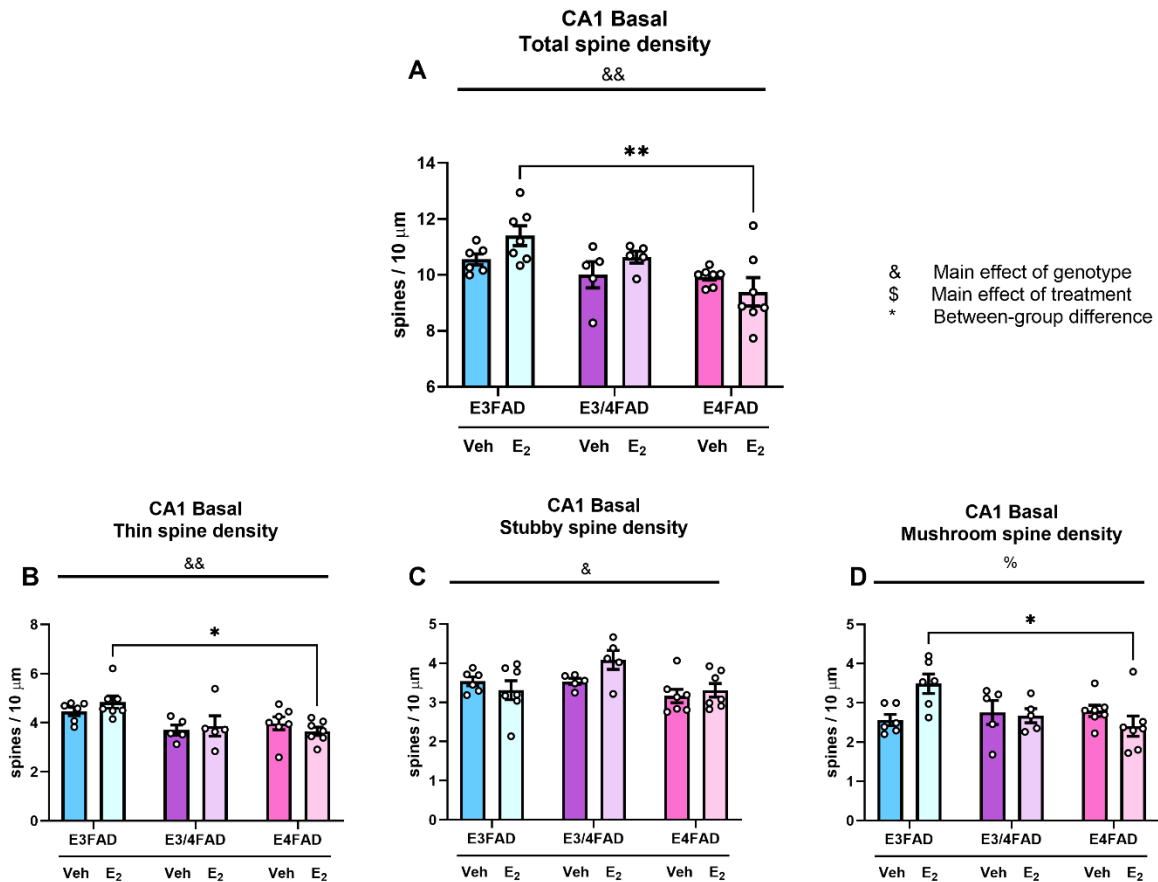 CA1 Basal
Total spine density
A
&&
**
14
12
10
8
6
spines / 10 μm
E3FAD E3/4FAD E4FAD
Veh E₂ Veh E₂ Veh E₂
& Main effect of genotype
$ Main effect of treatment
* Between-group difference
CA1 Basal
Thin spine density
B
&&
*
8
6
4
2
0
spines / 10 μm
E3FAD E3/4FAD E4FAD
Veh E₂ Veh E₂ Veh E₂
CA1 Basal
Stubby spine density
C
&
5
4
3
2
1
0
spines / 10 μm
E3FAD E3/4FAD E4FAD
Veh E₂ Veh E₂ Veh E₂
CA1 Basal
Mushroom spine density
D
%
*
5
4
3
2
1
0
spines / 10 μm
E3FAD E3/4FAD E4FAD
Veh E₂ Veh E₂ Veh E₂